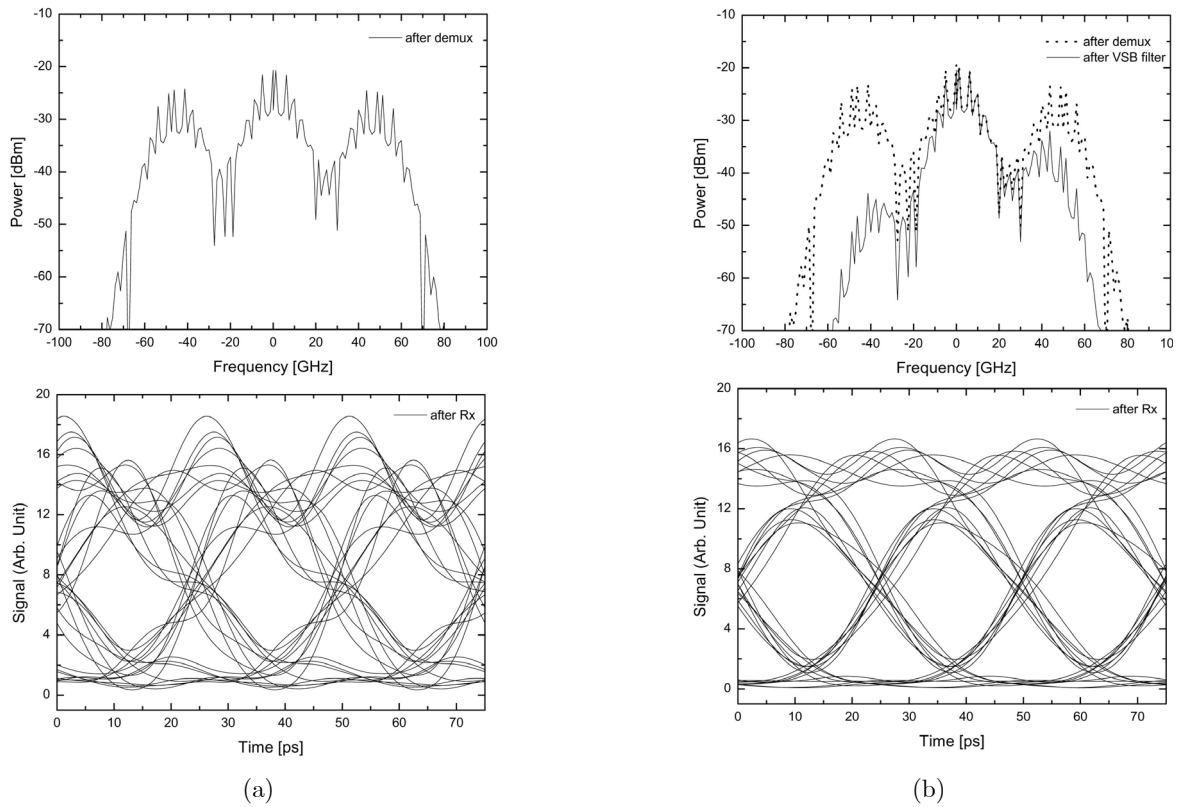 -10
-20
-30
-40
-50
-60
-70
Power [dBm]
after demux
-100 -80 -60 -40 -20 0 20 40 60 80 100
Frequency [GHz]
20
16
12
8
4
0
Signal (Arb. Unit)
after Rx
0 10 20 30 40 50 60 70
Time [ps]
(a)
-10
-20
-30
-40
-50
-60
-70
Power [dBm]
after demux
after VSB filter
-100 -80 -60 -40 -20 0 20 40 60 80
Frequency [GHz]
20
16
12
8
4
0
Signal (Arb. Unit)
after Rx
0 10 20 30 40 50 60 70
Time [ps]
(b)